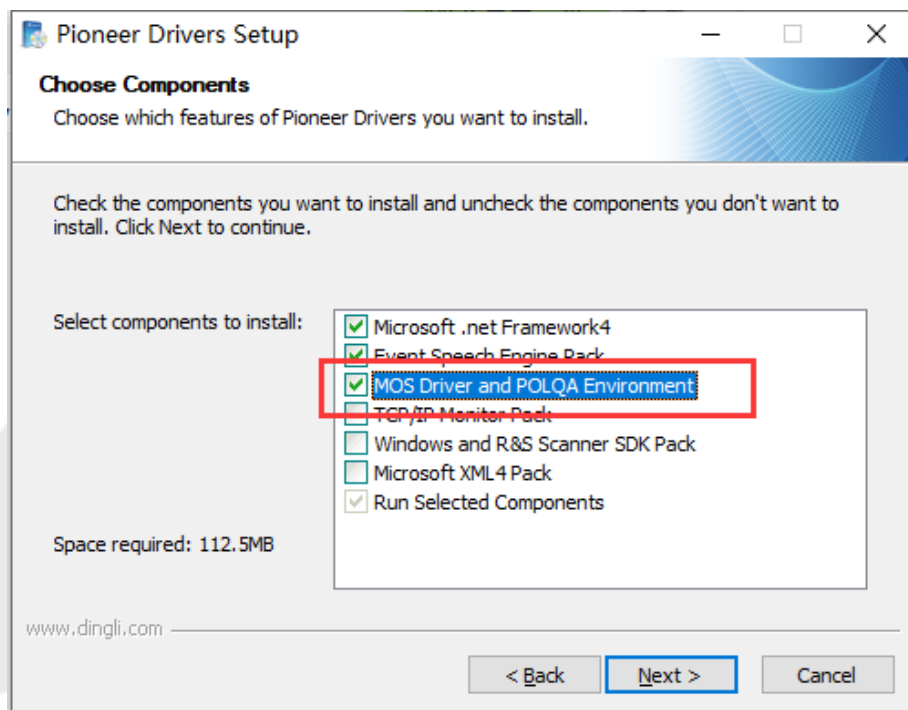 Pioneer Drivers Setup
Choose Components
Choose which features of Pioneer Drivers you want to install.
Check the components you want to install and uncheck the components you don't want to
install. Click Next to continue.
Select components to install:
Microsoft .net Framework4
Event Speech Engine Pack
MOS Driver and POLQA Environment
TCP/IP Monitor Pack
Windows and R&S Scanner SDK Pack
Microsoft XML4 Pack
Run Selected Components
Space required: 112.5MB
www.dingli.com
< Back Next > Cancel